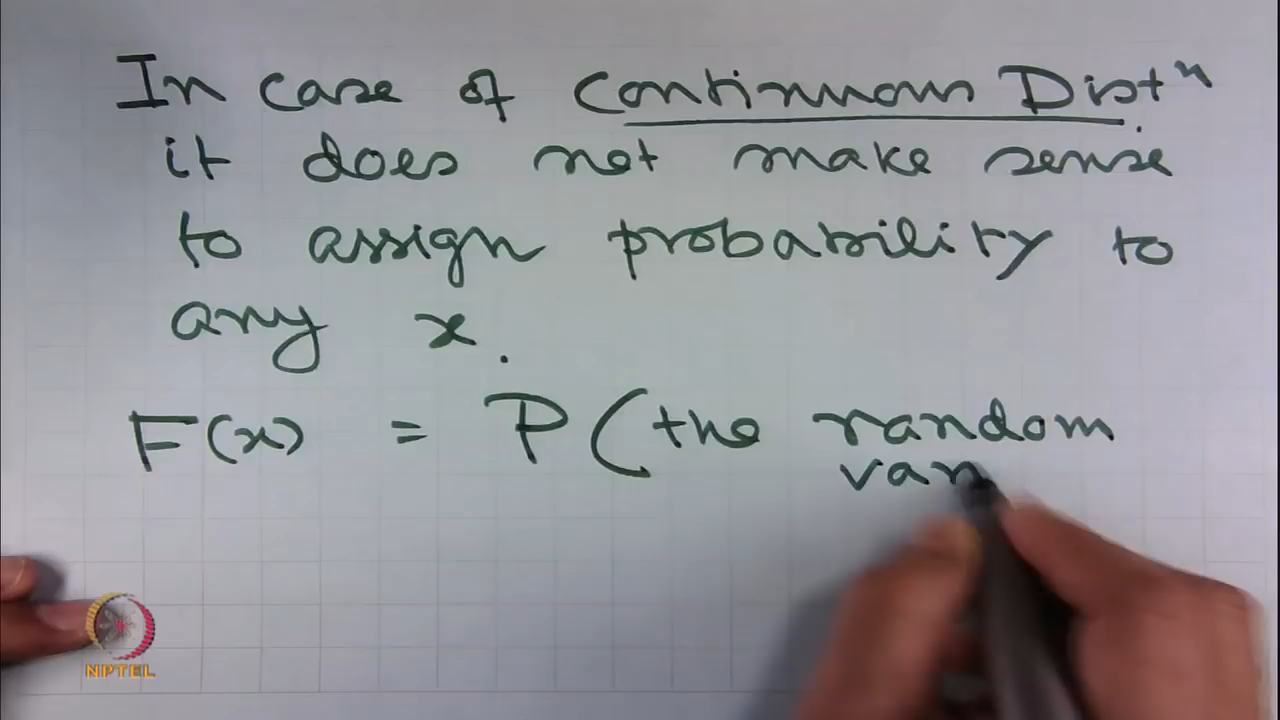 In case of Continuous Distⁿ
it does not make sense
to assign probability to
any x.
F(x) = P(the random
var
NPTEL